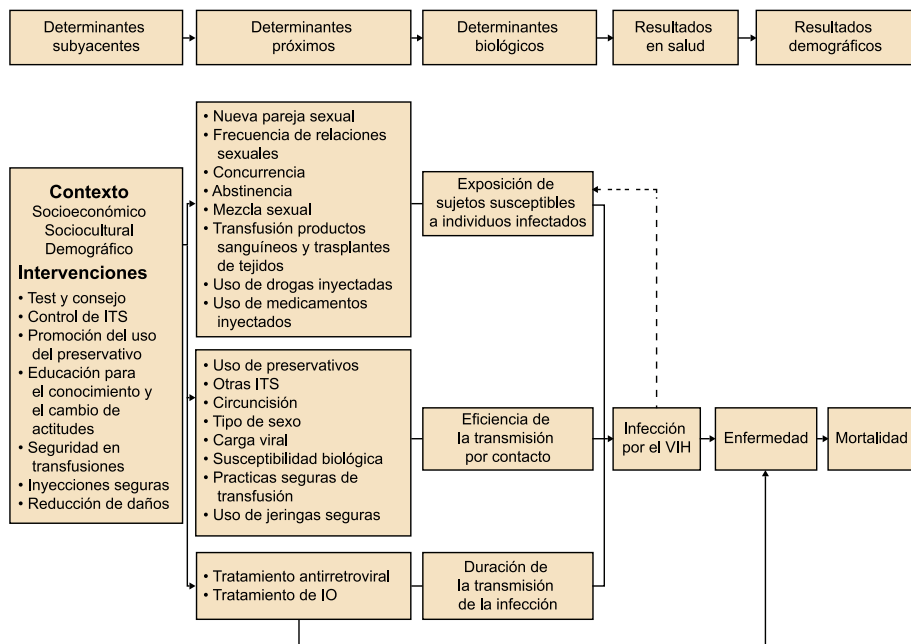 Determinantes
subyacentes
Determinantes
próximos
Determinantes
biológicos
Resultados
en salud
Resultados
demográficos
Contexto
Socioeconómico
Sociocultural
Demográfico
Intervenciones
• Test y consejo
• Control de ITS
• Promoción del uso
del preservativo
• Educación para
el conocimiento y
el cambio de
actitudes
• Seguridad en
transfusiones
• Inyecciones seguras
• Reducción de daños
• Nueva pareja sexual
• Frecuencia de relaciones
sexuales
• Concurrencia
• Abstinencia
• Mezcla sexual
• Transfusión productos
sanguíneos y trasplantes
de tejidos
• Uso de drogas inyectadas
• Uso de medicamentos
inyectados
Exposición de
sujetos susceptibles
a individuos infectados
• Uso de preservativos
• Otras ITS
• Circuncisión
• Tipo de sexo
• Carga viral
• Susceptibilidad biológica
• Practicas seguras de
transfusión
• Uso de jeringas seguras
Eficiencia de
la transmisión
por contacto
Infección
por el VIH
Enfermedad
Mortalidad
• Tratamiento antirretroviral
• Tratamiento de IO
Duración de
la transmisión
de la infección